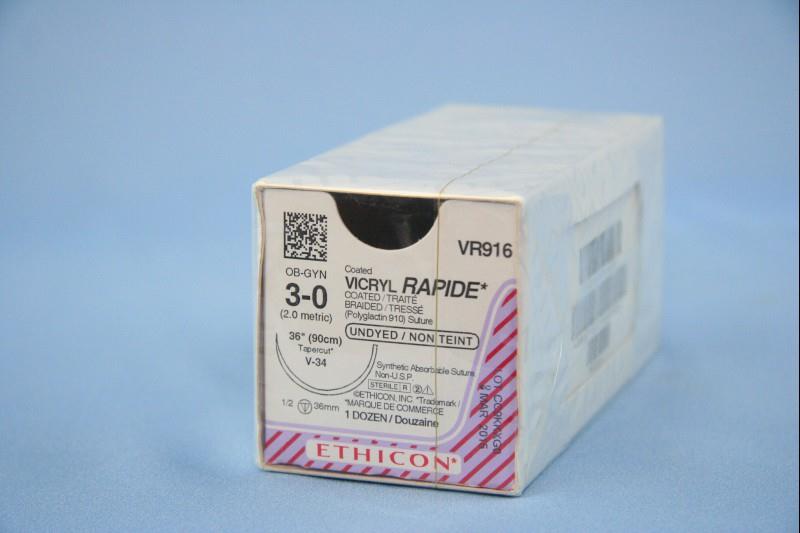 VR916
OB-GYN
3-0
(2.0 metric)
Coated
VICRYL RAPIDE*
COATED / TRAITÉ
BRAIDED / TRESSÉ
(Polyglactin 910) Suture
UNDYED / NON TEINT
36" (90cm)
Tapercut*
V-34
1/2 36mm
Synthetic Absorbable Suture
Non-U.S.P.
STERILE R
©ETHICON, INC. *Trademark /
*MARQUE DE COMMERCE
1 DOZEN / Douzaine
ETHICON*
MAR 2015